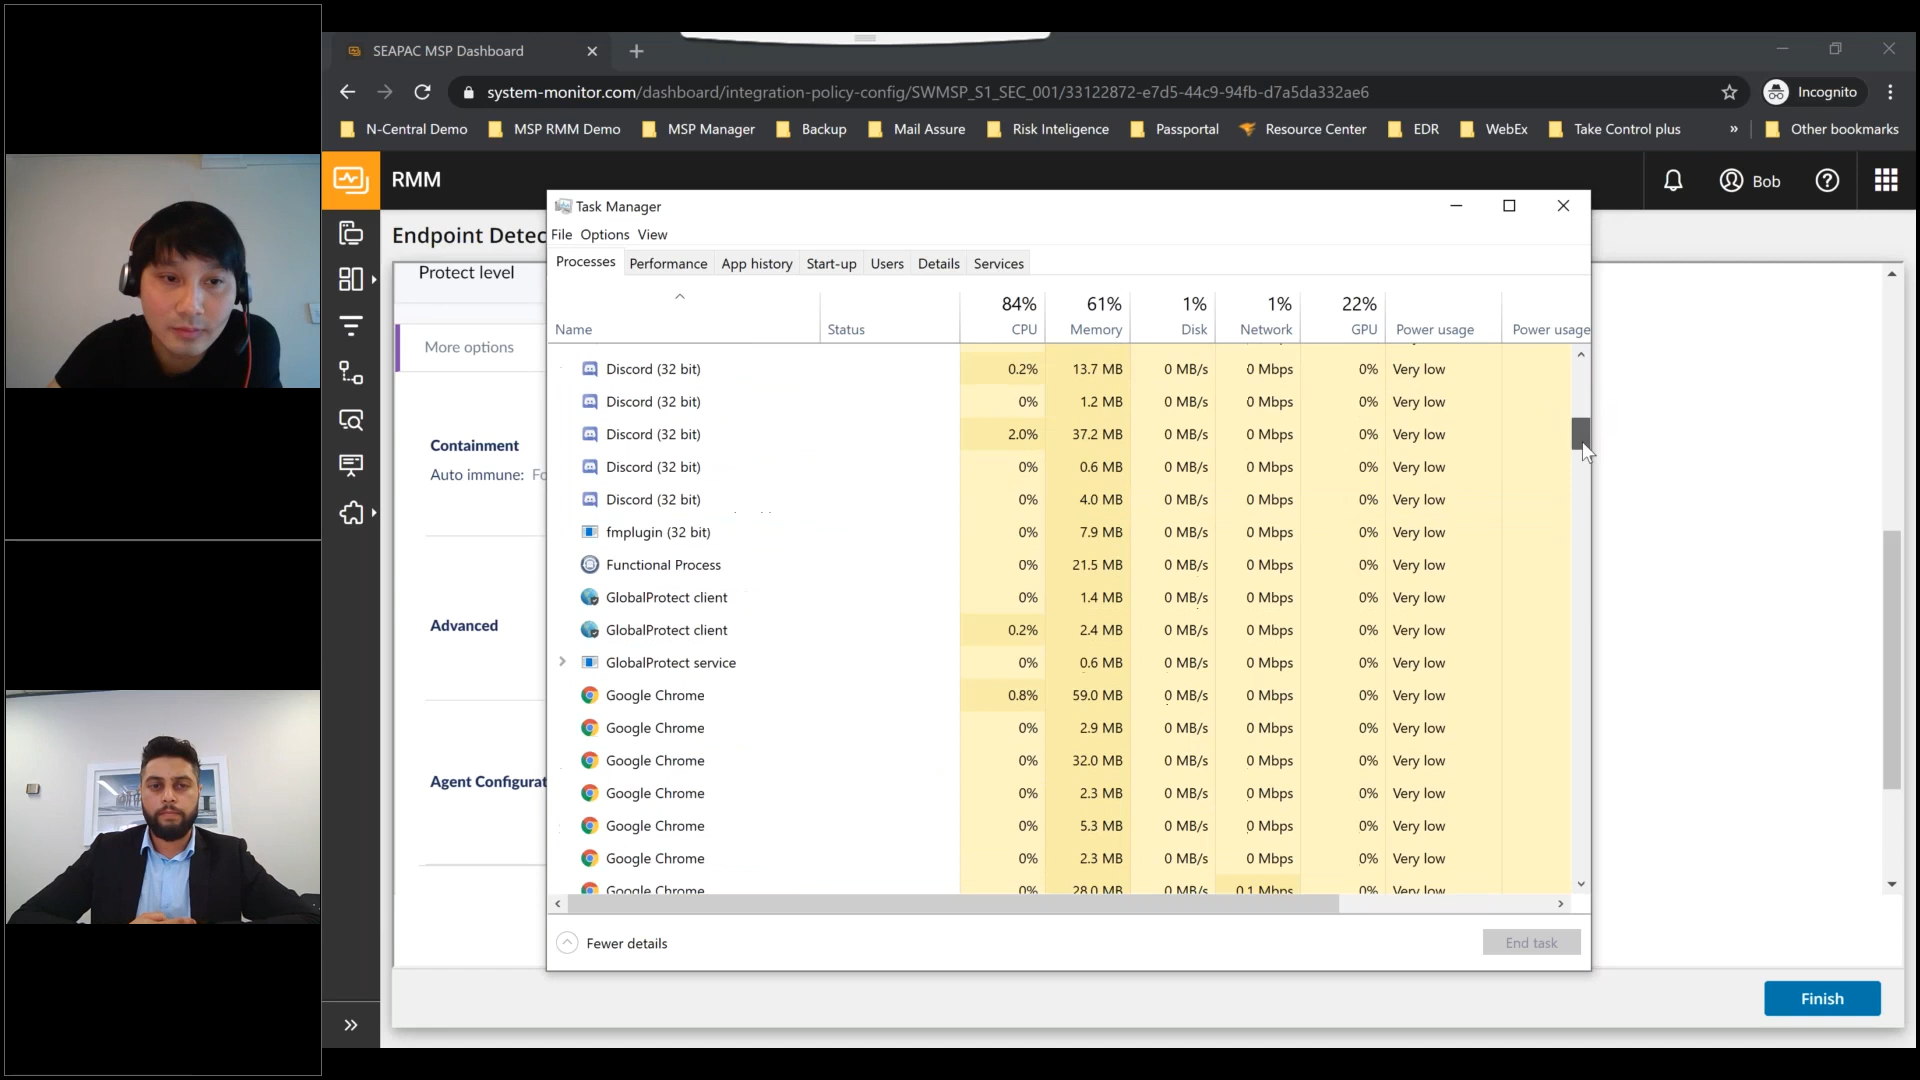 SEAPAC MSP Dashboard
system-monitor.com/dashboard/integration-policy-config/SWMSP_S1_SEC_001/33122872-e7d5-44c9-94fb-d7a5da332ae6
Incognito
N-Central Demo MSP RMM Demo MSP Manager Backup Mail Assure Risk Inteligence Passportal Resource Center EDR WebEx Take Control plus » Other bookmarks
RMM
Bob
Endpoint Detec
Protect level
More options
Containment
Auto immune: Fo
Advanced
Agent Configurat
Task Manager
File Options View
Processes Performance App history Start-up Users Details Services
84% 61% 1% 1% 22%
Name Status CPU Memory Disk Network GPU Power usage Power usage
Discord (32 bit) 0.2% 13.7 MB 0 MB/s 0 Mbps 0% Very low
Discord (32 bit) 0% 1.2 MB 0 MB/s 0 Mbps 0% Very low
Discord (32 bit) 2.0% 37.2 MB 0 MB/s 0 Mbps 0% Very low
Discord (32 bit) 0% 0.6 MB 0 MB/s 0 Mbps 0% Very low
Discord (32 bit) 0% 4.0 MB 0 MB/s 0 Mbps 0% Very low
fmplugin (32 bit) 0% 7.9 MB 0 MB/s 0 Mbps 0% Very low
Functional Process 0% 21.5 MB 0 MB/s 0 Mbps 0% Very low
GlobalProtect client 0% 1.4 MB 0 MB/s 0 Mbps 0% Very low
GlobalProtect client 0.2% 2.4 MB 0 MB/s 0 Mbps 0% Very low
GlobalProtect service 0% 0.6 MB 0 MB/s 0 Mbps 0% Very low
Google Chrome 0.8% 59.0 MB 0 MB/s 0 Mbps 0% Very low
Google Chrome 0% 2.9 MB 0 MB/s 0 Mbps 0% Very low
Google Chrome 0% 32.0 MB 0 MB/s 0 Mbps 0% Very low
Google Chrome 0% 2.3 MB 0 MB/s 0 Mbps 0% Very low
Google Chrome 0% 5.3 MB 0 MB/s 0 Mbps 0% Very low
Google Chrome 0% 2.3 MB 0 MB/s 0 Mbps 0% Very low
Google Chrome 0% 28.0 MB 0 MB/s 0.1 Mbps 0% Very low
Fewer details
End task
Finish